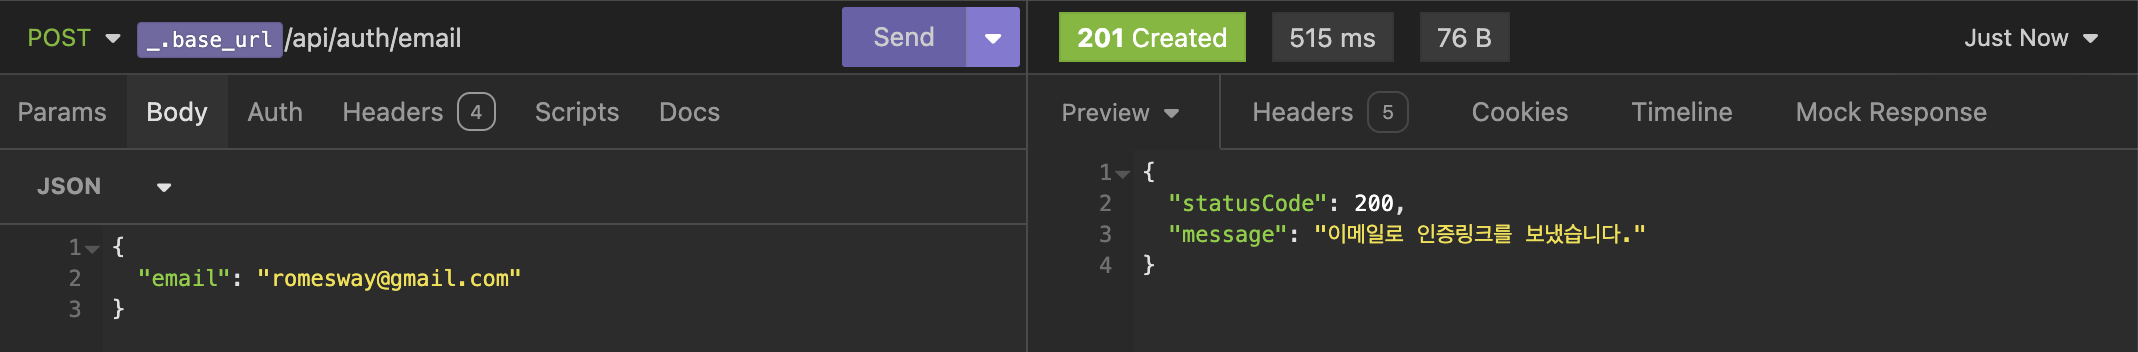 POST _.base_url/api/auth/email Send
201 Created 515 ms 76 B Just Now
Params Body Auth Headers 4 Scripts Docs
Preview Headers 5 Cookies Timeline Mock Response
JSON
1 {
2 "email": "romesway@gmail.com"
3 }
1 {
2 "statusCode": 200,
3 "message": "이메일로 인증링크를 보냈습니다."
4 }